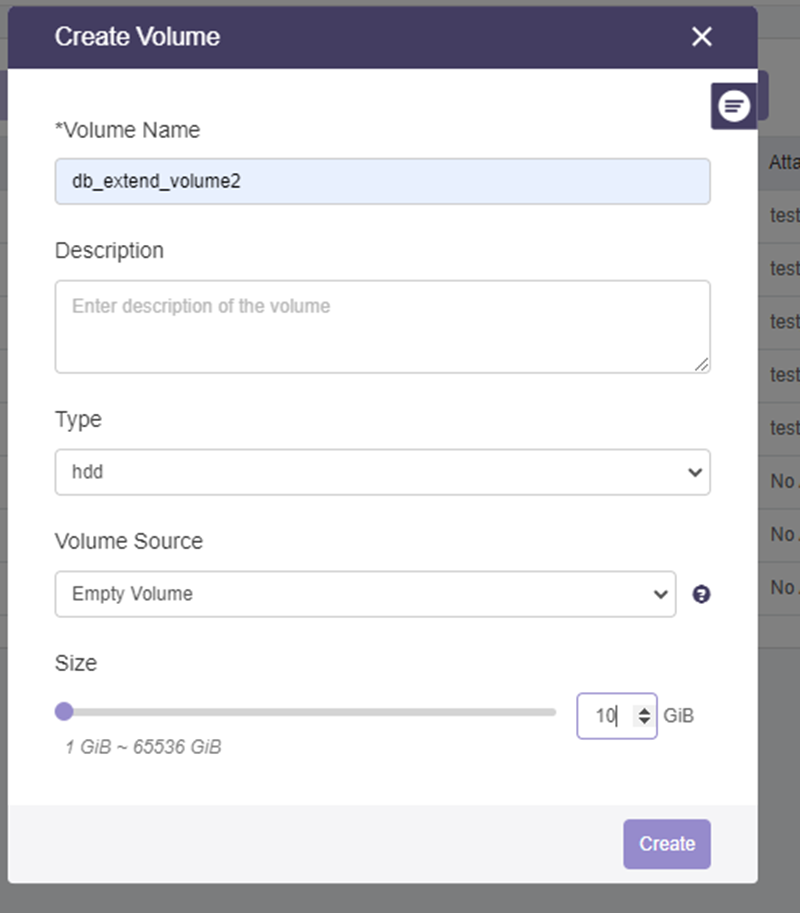 Create Volume
*Volume Name
Atta
db_extend_volume2
test
Description
test
Enter description of the volume
test
test
Type
test
hdd
No
Volume Source
No
Empty Volume
No
Size
10 GiB
1 GiB ~ 65536 GiB
Create